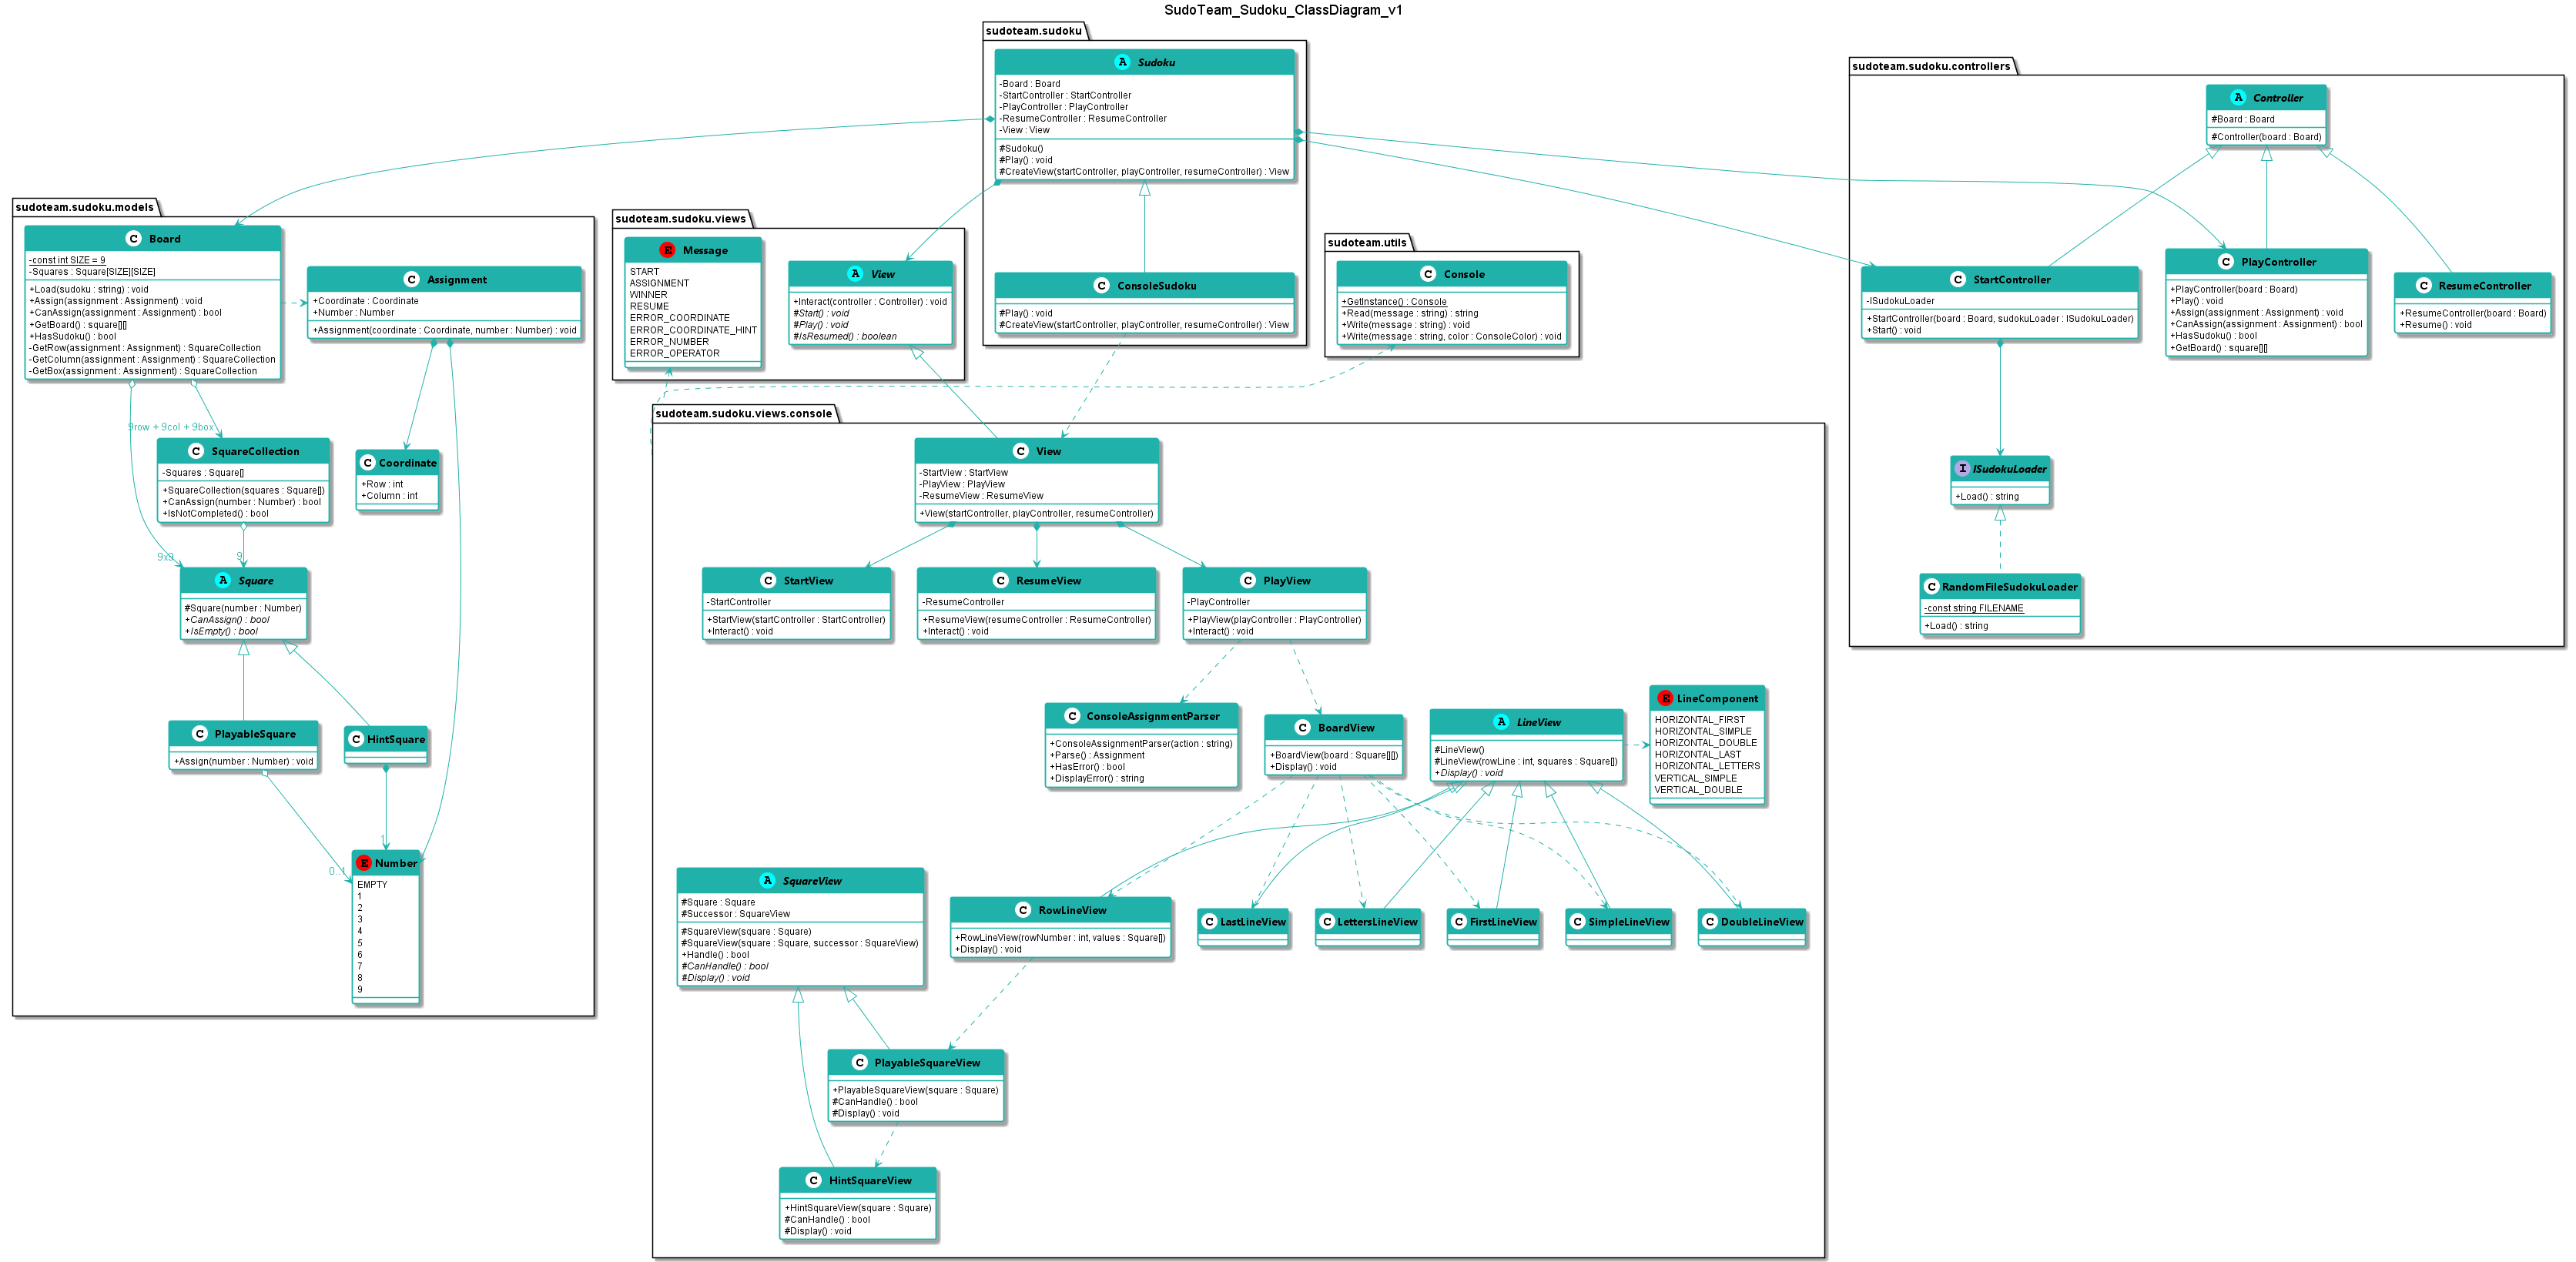 SudoTeam_Sudoku_ClassDiagram_v1
sudoteam.sudoku
A Sudoku
-Board : Board
-StartController : StartController
-PlayController : PlayController
-ResumeController : ResumeController
-View : View
#Sudoku()
#Play() : void
#CreateView(startController, playController, resumeController) : View
C ConsoleSudoku
#Play() : void
#CreateView(startController, playController, resumeController) : View
sudoteam.sudoku.controllers
A Controller
#Board : Board
#Controller(board : Board)
C StartController
-ISudokuLoader
+StartController(board : Board, sudokuLoader : ISudokuLoader)
+Start() : void
C PlayController
+PlayController(board : Board)
+Play() : void
+Assign(assignment : Assignment) : void
+CanAssign(assignment : Assignment) : bool
+HasSudoku() : bool
+GetBoard() : square[][]
C ResumeController
+ResumeController(board : Board)
+Resume() : void
I ISudokuLoader
+Load() : string
C RandomFileSudokuLoader
-const string FILENAME
+Load() : string
sudoteam.sudoku.models
C Board
-const int SIZE = 9
-Squares : Square[SIZE][SIZE]
+Load(sudoku : string) : void
+Assign(assignment : Assignment) : void
+CanAssign(assignment : Assignment) : bool
+GetBoard() : square[][]
+HasSudoku() : bool
-GetRow(assignment : Assignment) : SquareCollection
-GetColumn(assignment : Assignment) : SquareCollection
-GetBox(assignment : Assignment) : SquareCollection
C Assignment
+Coordinate : Coordinate
+Number : Number
+Assignment(coordinate : Coordinate, number : Number) : void
9row + 9col + 9box
C SquareCollection
-Squares : Square[]
+SquareCollection(squares : Square[])
+CanAssign(number : Number) : bool
+IsNotCompleted() : bool
C Coordinate
+Row : int
+Column : int
9x9
9
A Square
#Square(number : Number)
+CanAssign() : bool
+IsEmpty() : bool
C PlayableSquare
+Assign(number : Number) : void
C HintSquare
1
0..1
E Number
EMPTY
1
2
3
4
5
6
7
8
9
sudoteam.sudoku.views
E Message
START
ASSIGNMENT
WINNER
RESUME
ERROR_COORDINATE
ERROR_COORDINATE_HINT
ERROR_NUMBER
ERROR_OPERATOR
A View
+Interact(controller : Controller) : void
#Start() : void
#Play() : void
#IsResumed() : boolean
sudoteam.utils
C Console
+GetInstance() : Console
+Read(message : string) : string
+Write(message : string) : void
+Write(message : string, color : ConsoleColor) : void
sudoteam.sudoku.views.console
C View
-StartView : StartView
-PlayView : PlayView
-ResumeView : ResumeView
+View(startController, playController, resumeController)
C StartView
-StartController
+StartView(startController : StartController)
+Interact() : void
C ResumeView
-ResumeController
+ResumeView(resumeController : ResumeController)
+Interact() : void
C PlayView
-PlayController
+PlayView(playController : PlayController)
+Interact() : void
C ConsoleAssignmentParser
+ConsoleAssignmentParser(action : string)
+Parse() : Assignment
+HasError() : bool
+DisplayError() : string
C BoardView
+BoardView(board : Square[][])
+Display() : void
A LineView
#LineView()
#LineView(rowLine : int, squares : Square[])
+Display() : void
E LineComponent
HORIZONTAL_FIRST
HORIZONTAL_SIMPLE
HORIZONTAL_DOUBLE
HORIZONTAL_LAST
HORIZONTAL_LETTERS
VERTICAL_SIMPLE
VERTICAL_DOUBLE
A SquareView
#Square : Square
#Successor : SquareView
#SquareView(square : Square)
#SquareView(square : Square, successor : SquareView)
+Handle() : bool
#CanHandle() : bool
#Display() : void
C RowLineView
+RowLineView(rowNumber : int, values : Square[])
+Display() : void
C LastLineView
C LettersLineView
C FirstLineView
C SimpleLineView
C DoubleLineView
C PlayableSquareView
+PlayableSquareView(square : Square)
#CanHandle() : bool
#Display() : void
C HintSquareView
+HintSquareView(square : Square)
#CanHandle() : bool
#Display() : void